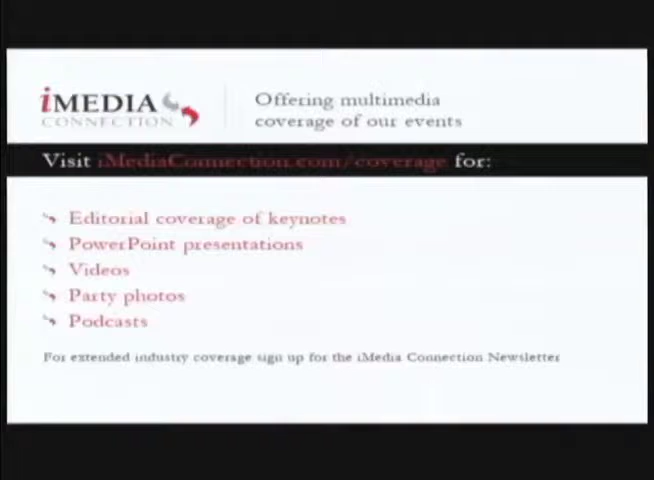 iMEDIA
CONNECTION
Offering multimedia
coverage of our events
Visit iMediaConnection.com/coverage for:
Editorial coverage of keynotes
PowerPoint presentations
Videos
Party photos
Podcasts
For extended industry coverage sign up for the iMedia Connection Newsletter